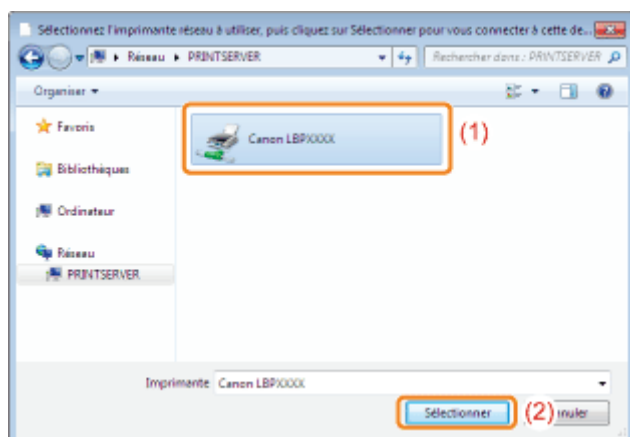 Sélectionnez l'imprimante réseau à utiliser, puis cliquez sur Sélectionner pour vous connecter à cette de...
Réseau ▸ PRINTSERVER
Rechercher dans : PRINTSERVER
Organiser
Favoris
Canon LBPXXXX
(1)
Bibliothèques
Ordinateur
Réseau
PRINTSERVER
Imprimante Canon LBPXXXX
Sélectionner (2) nnuler